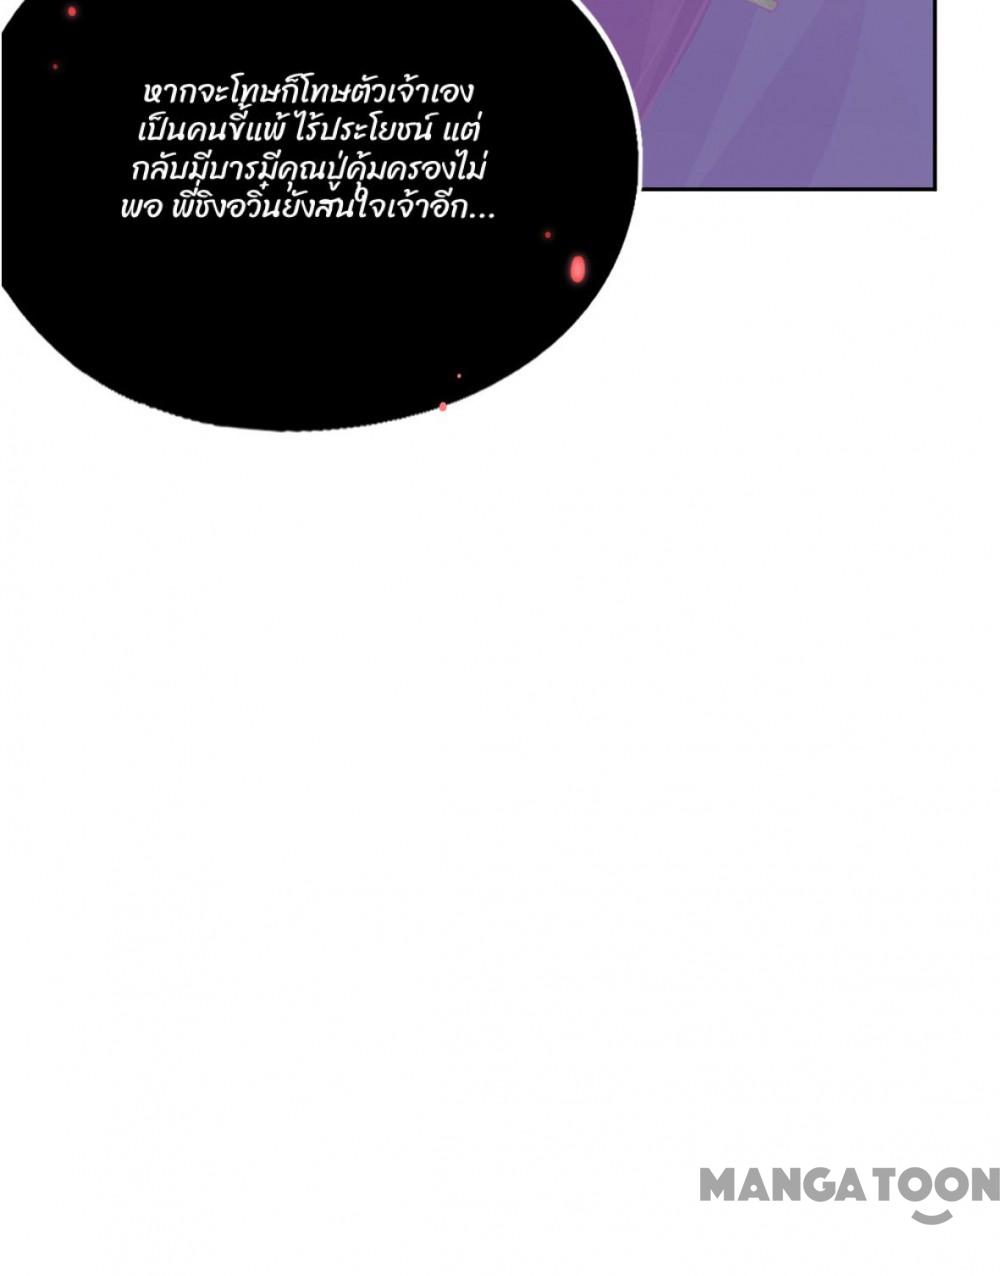 หากจะโทษก็โทษตัวเจ้าเอง
เป็นคนขี้แพ้ ไร้ประโยชน์ แต่
กลับมีบารมีคุณปู่คุ้มครองไม่
พอ พี่ชิงอวิ๋นยังสนใจเจ้าอีก...
MANGATOON